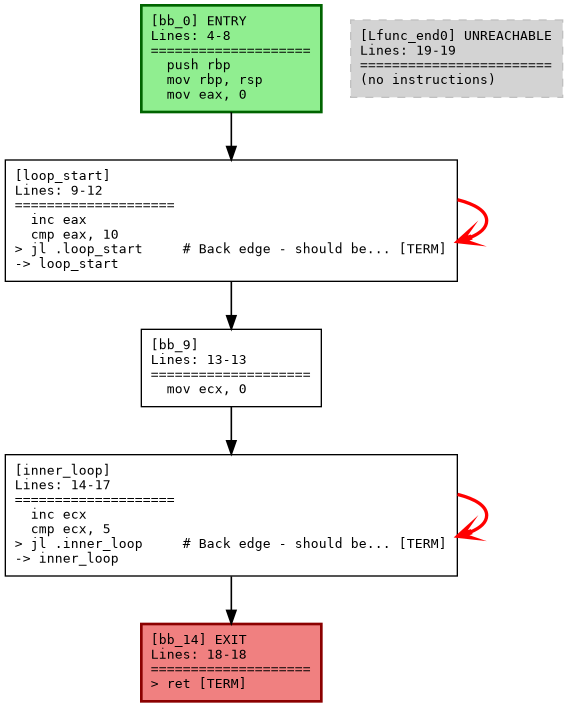 [bb_0] ENTRY
Lines: 4-8
====================
  push rbp
  mov rbp, rsp
  mov eax, 0
[Lfunc_end0] UNREACHABLE
Lines: 19-19
========================
(no instructions)
[loop_start]
Lines: 9-12
====================
  inc eax
  cmp eax, 10
> jl .loop_start     # Back edge - should be... [TERM]
-> loop_start
[bb_9]
Lines: 13-13
====================
  mov ecx, 0
[inner_loop]
Lines: 14-17
====================
  inc ecx
  cmp ecx, 5
> jl .inner_loop     # Back edge - should be... [TERM]
-> inner_loop
[bb_14] EXIT
Lines: 18-18
====================
> ret [TERM]